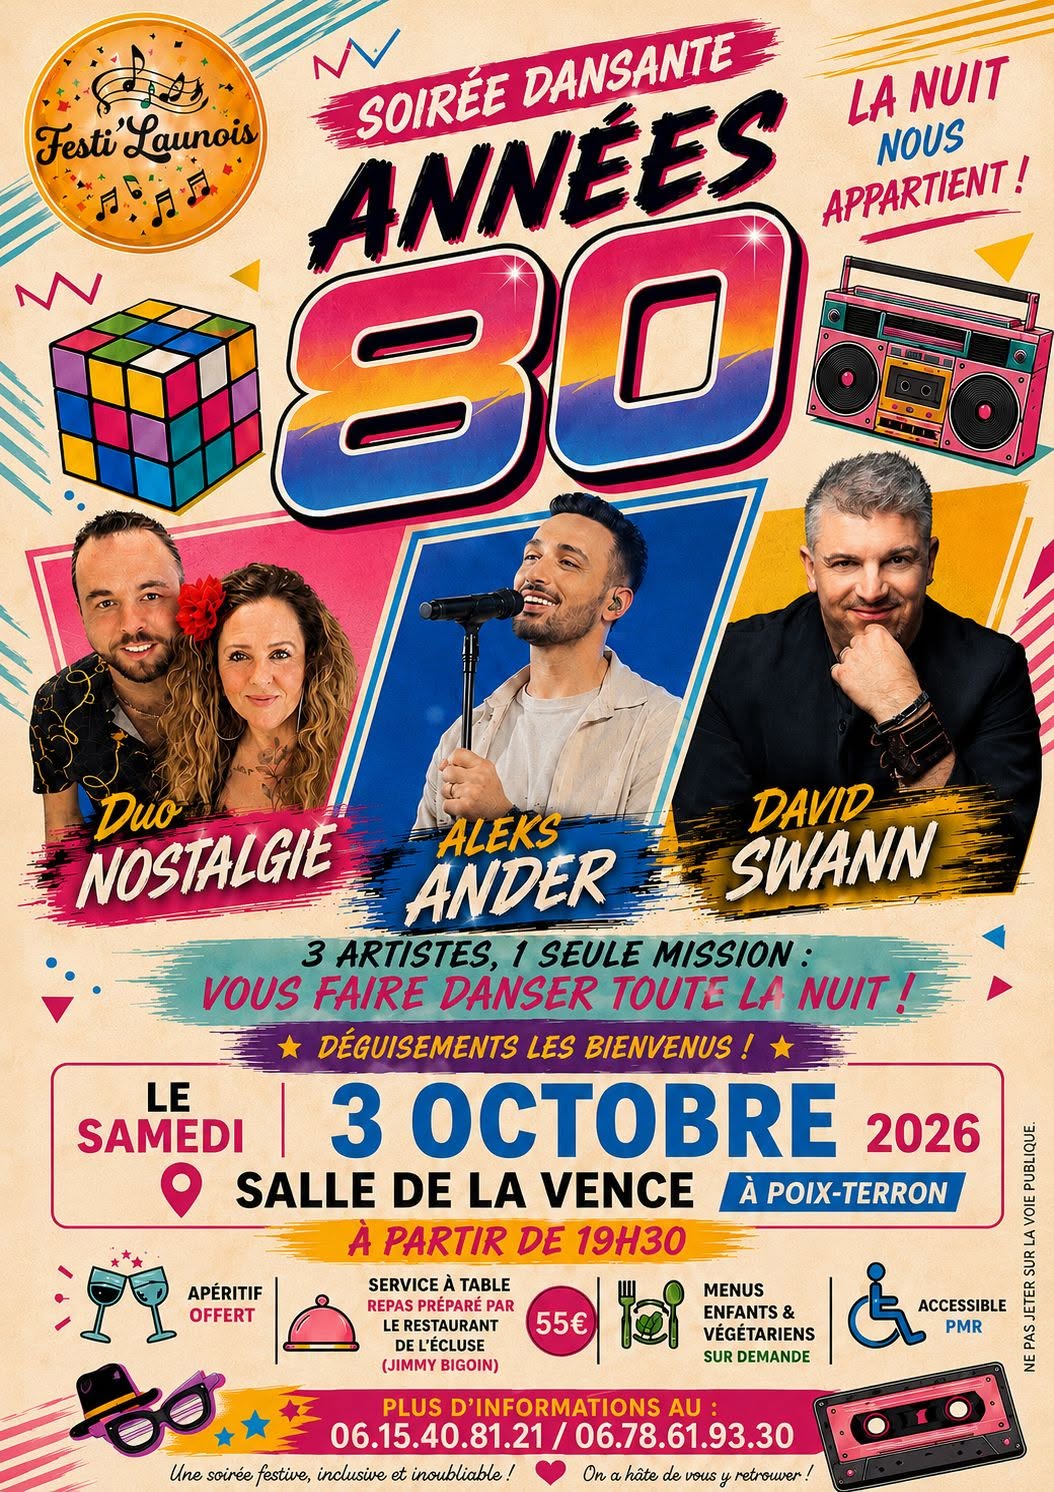 Festi'Launois
SOIRÉE DANSANTE
ANNÉES
80
LA NUIT
NOUS
APPARTIENT !
Duo
NOSTALGIE
ALEKS
ANDER
DAVID
SWANN
3 ARTISTES, 1 SEULE MISSION :
VOUS FAIRE DANSER TOUTE LA NUIT !
DÉGUISEMENTS LES BIENVENUS !
LE
SAMEDI
3 OCTOBRE 2026
SALLE DE LA VENCE À POIX-TERRON
À PARTIR DE 19H30
APÉRITIF
OFFERT
SERVICE À TABLE
REPAS PRÉPARÉ PAR
LE RESTAURANT
DE L'ÉCLUSE
(JIMMY BIGOIN)
55€
MENUS
ENFANTS &
VÉGÉTARIENS
SUR DEMANDE
ACCESSIBLE
PMR
PLUS D'INFORMATIONS AU :
06.15.40.81.21 / 06.78.61.93.30
Une soirée festive, inclusive et inoubliable ! On a hâte de vous y retrouver !
NE PAS JETER SUR LA VOIE PUBLIQUE.